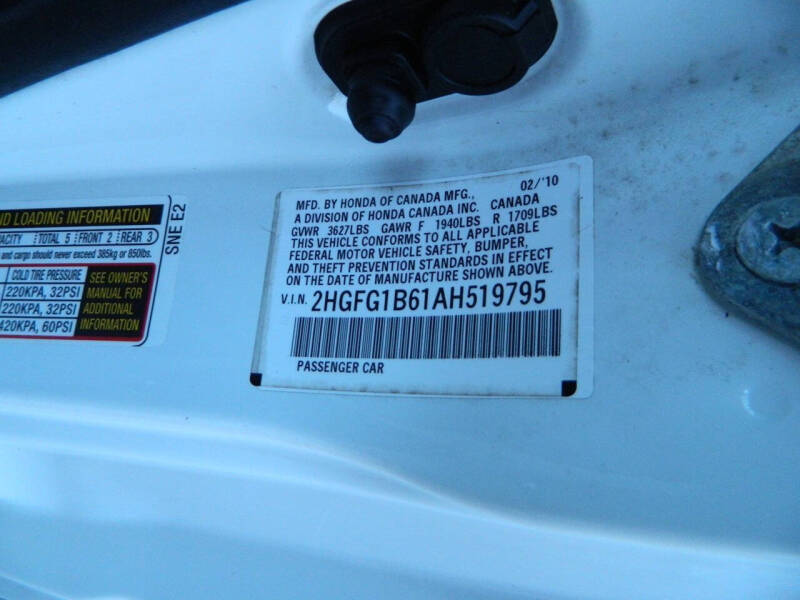 ND LOADING INFORMATION
TOTAL 5 FRONT 2 REAR 3
and cargo should never exceed 385kg or 850lbs.
COLD TIRE PRESSURE
220KPA, 32PSI
220KPA, 32PSI
420KPA, 60PSI
SEE OWNER'S
MANUAL FOR
ADDITIONAL
INFORMATION
SNE E2
MFD. BY HONDA OF CANADA MFG., 02/'10
A DIVISION OF HONDA CANADA INC. CANADA
GVWR 3627LBS GAWR F 1940LBS R 1709LBS
THIS VEHICLE CONFORMS TO ALL APPLICABLE
FEDERAL MOTOR VEHICLE SAFETY, BUMPER,
AND THEFT PREVENTION STANDARDS IN EFFECT
ON THE DATE OF MANUFACTURE SHOWN ABOVE.
V.I.N. 2HGFG1B61AH519795
PASSENGER CAR